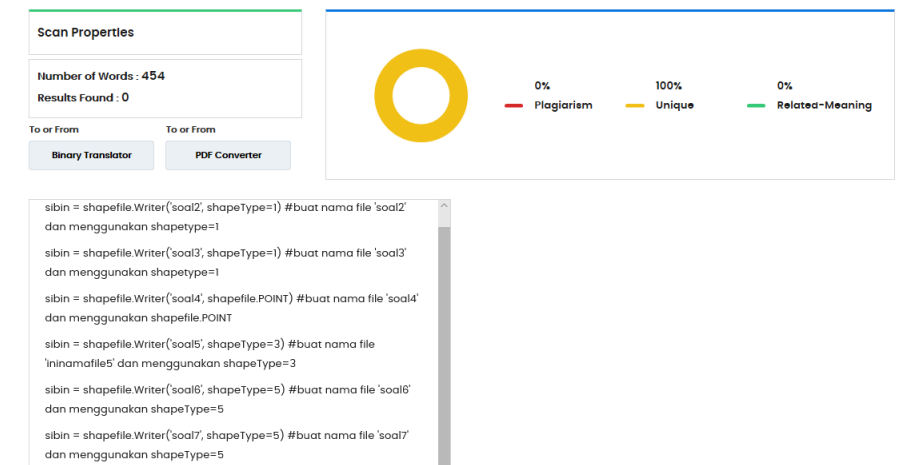 Scan Properties
Number of Words : 454
Results Found : 0
To or From
To or From
Binary Translator
PDF Converter
0%
Plagiarism
100%
Unique
0%
Related-Meaning
sibin = shapefile.Writer('soal2', shapeType=1) #buat nama file 'soal2'
dan menggunakan shapetype=1
sibin = shapefile.Writer('soal3', shapeType=1) #buat nama file 'soal3'
dan menggunakan shapetype=1
sibin = shapefile.Writer('soal4', shapefile.POINT) #buat nama file 'soal4'
dan menggunakan shapefile.POINT
sibin = shapefile.Writer('soal5', shapeType=3) #buat nama file
'ininamafile5' dan menggunakan shapeType=3
sibin = shapefile.Writer('soal6', shapeType=5) #buat nama file 'soal6'
dan menggunakan shapeType=5
sibin = shapefile.Writer('soal7', shapeType=5) #buat nama file 'soal7'
dan menggunakan shapeType=5